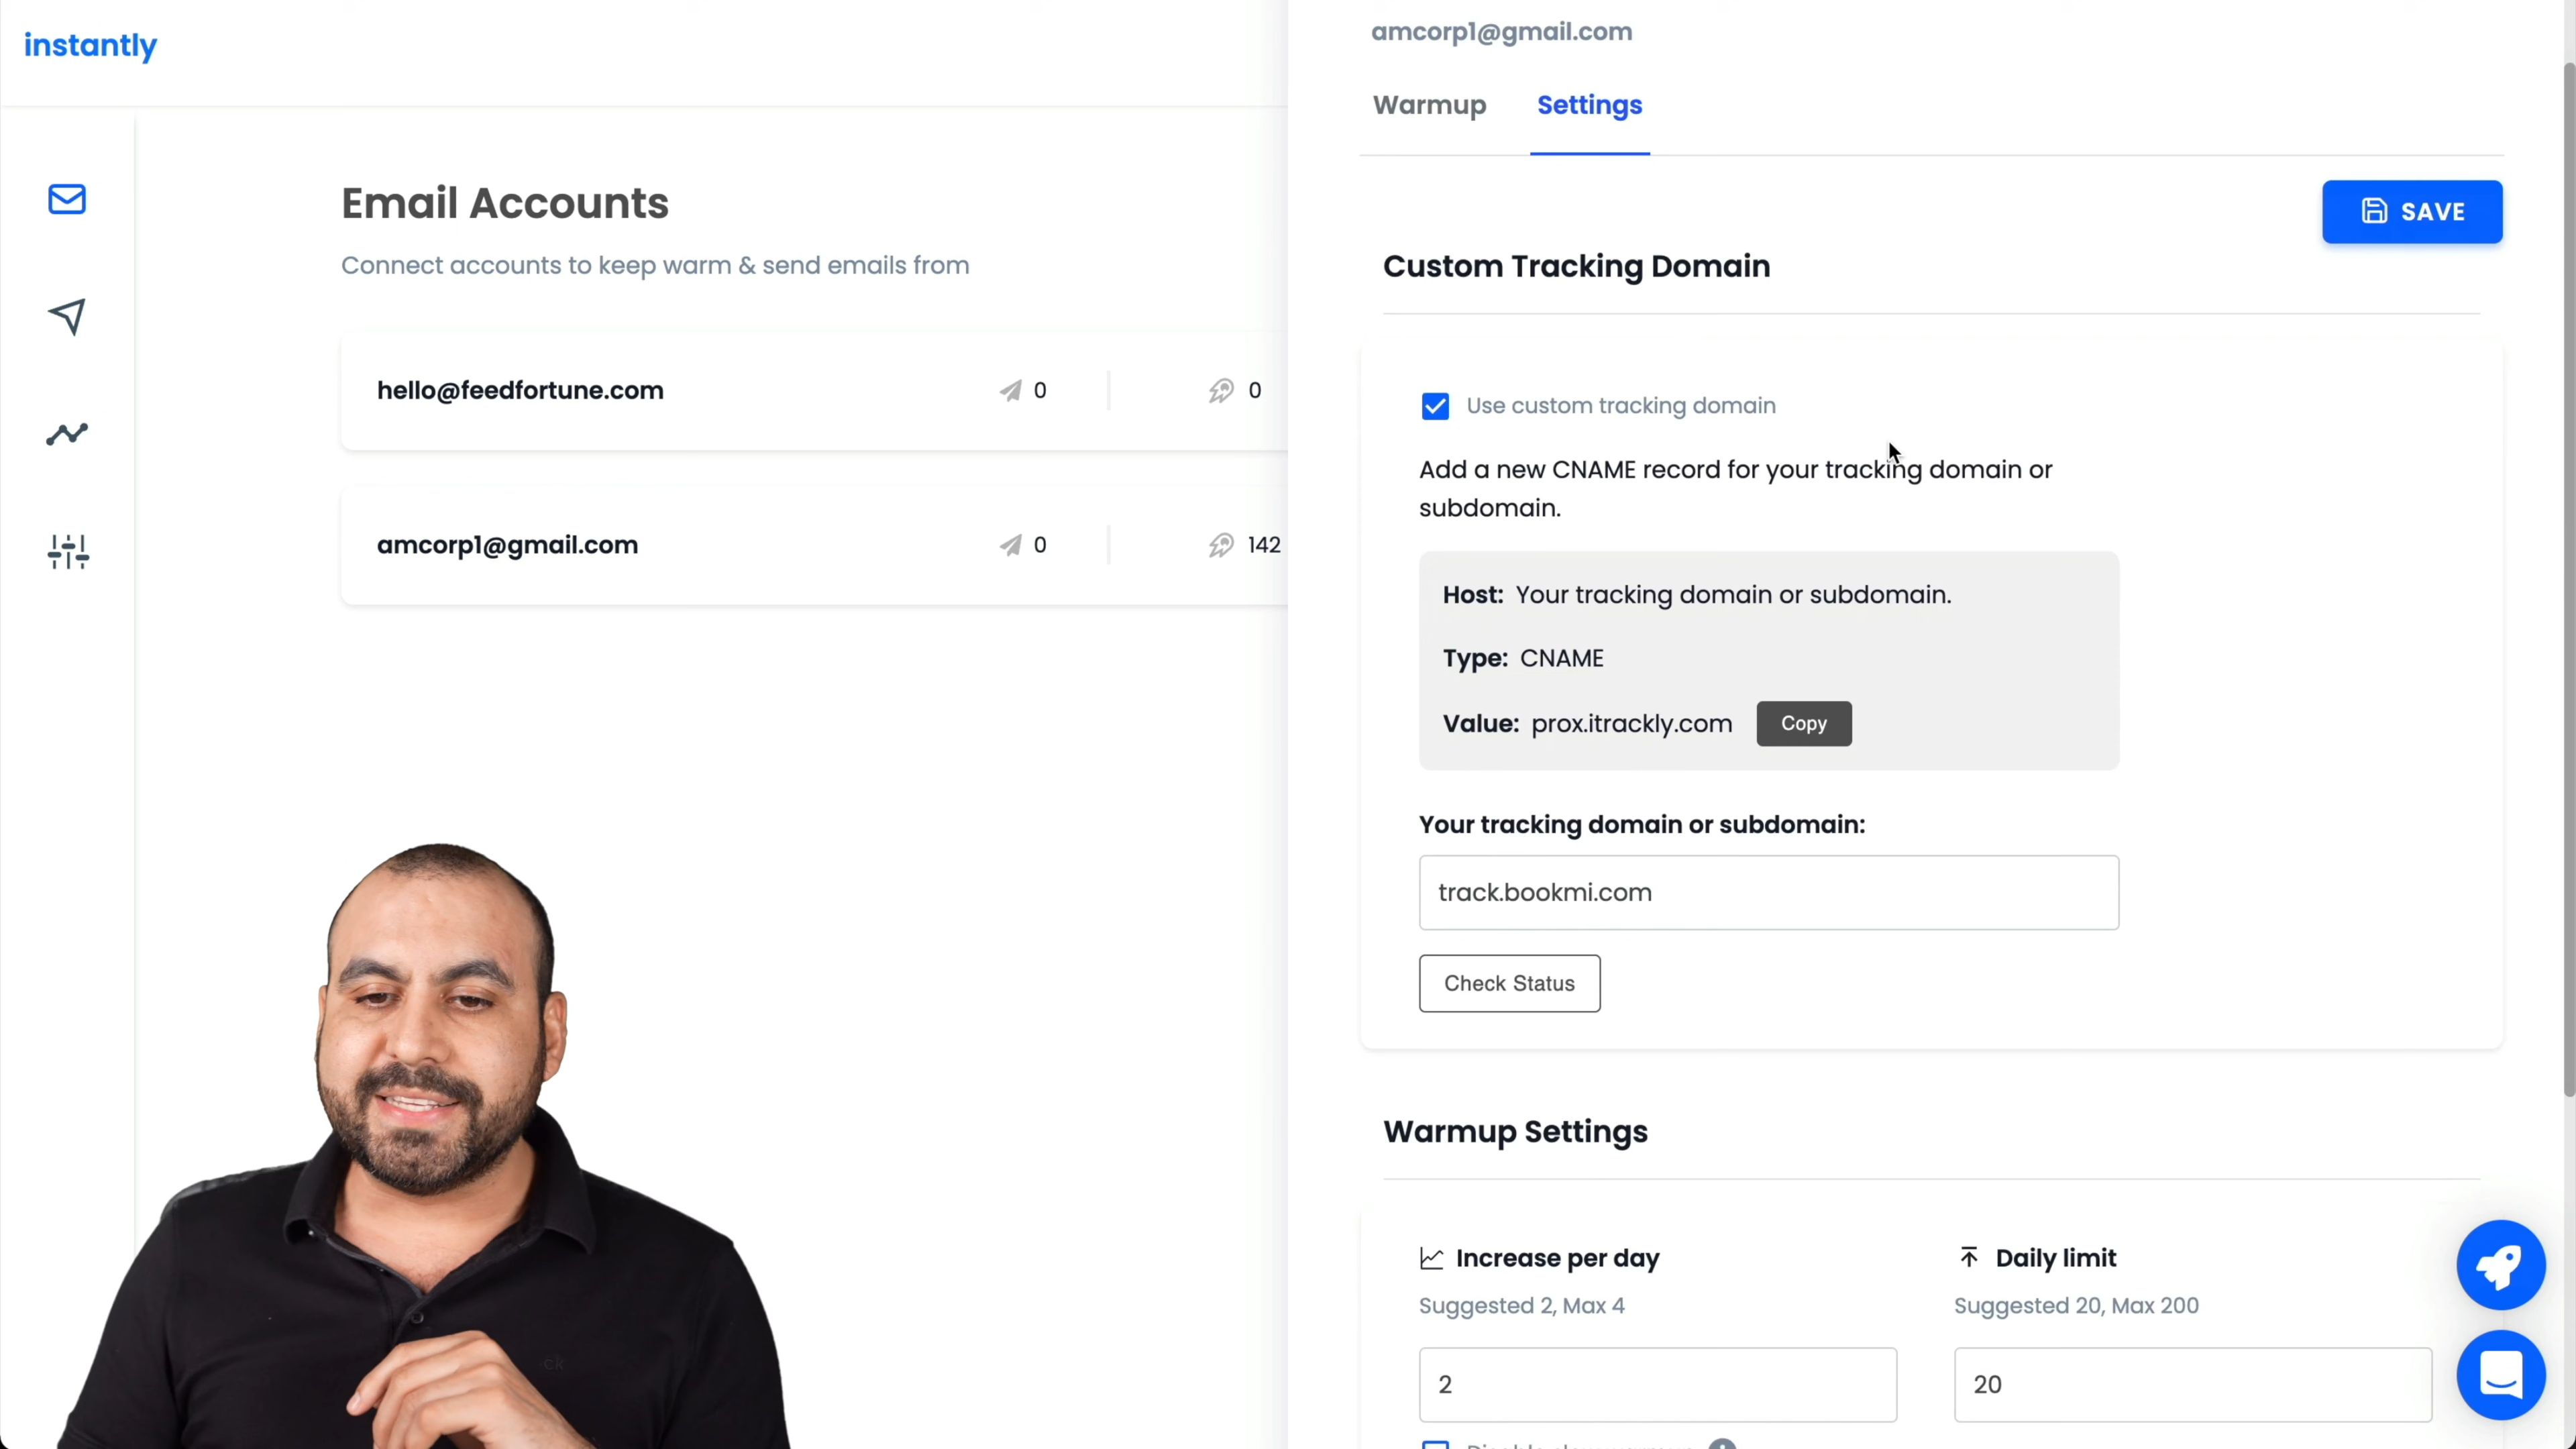 instantly
amcorp1@gmail.com
Warmup
Settings
SAVE
Email Accounts
Connect accounts to keep warm & send emails from
hello@feedfortune.com
0
0
amcorp1@gmail.com
0
142
Custom Tracking Domain
Use custom tracking domain
Add a new CNAME record for your tracking domain or
subdomain.
Host: Your tracking domain or subdomain.
Type: CNAME
Value: prox.itrackly.com
Copy
Your tracking domain or subdomain:
track.bookmi.com
Check Status
Warmup Settings
Increase per day
Daily limit
Suggested 2, Max 4
Suggested 20, Max 200
2
20
ck